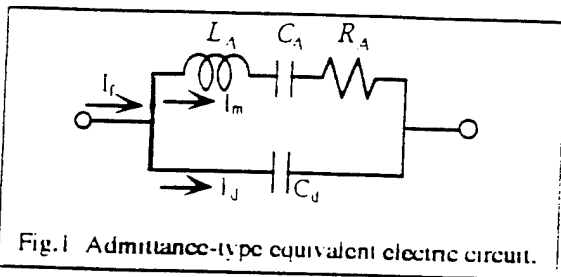 L_A C_A R_A
I_f
I_m
I_d C_d
Fig.1 Admittance-type equivalent electric circuit.